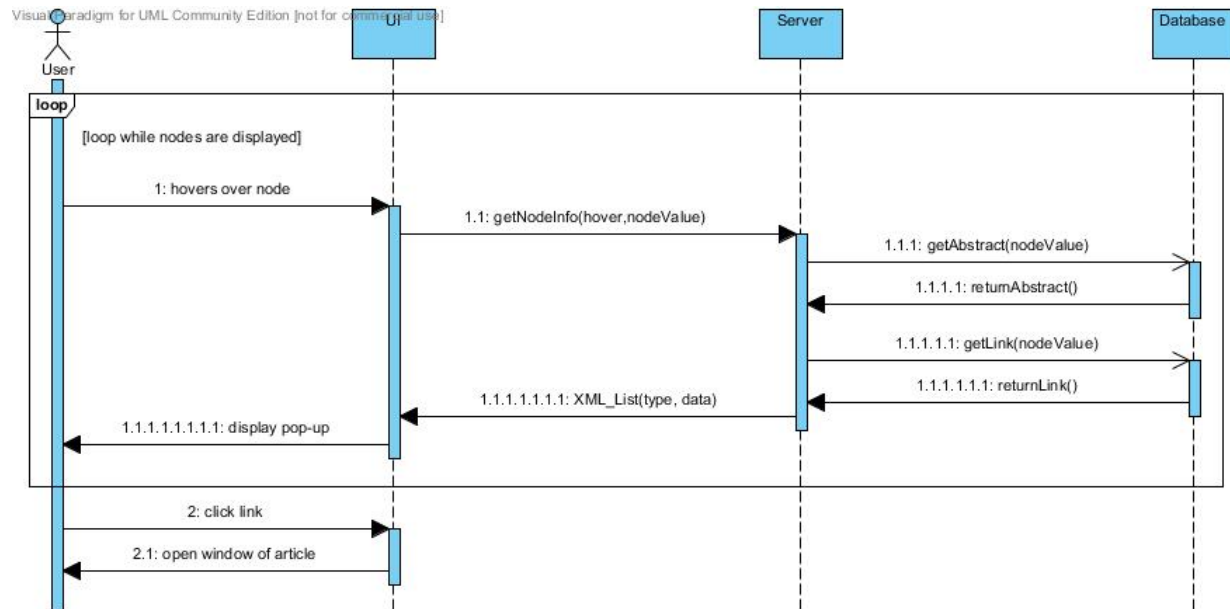 Visual Paradigm for UML Community Edition [not for commercial use]
UI
Server
Database
User
loop
[loop while nodes are displayed]
1: hovers over node
1.1: getNodeInfo(hover,nodeValue)
1.1.1: getAbstract(nodeValue)
1.1.1.1: returnAbstract()
1.1.1.1.1: getLink(nodeValue)
1.1.1.1.1.1: returnLink()
1.1.1.1.1.1.1: XML_List(type, data)
1.1.1.1.1.1.1.1: display pop-up
2: click link
2.1: open window of article